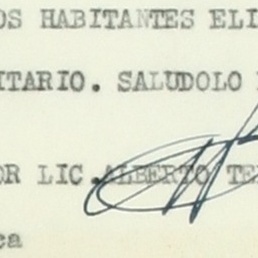 OS HABITANTES ELI
ITARIO. SALUDOLO
OR LIC. ALBERTO TE
ca